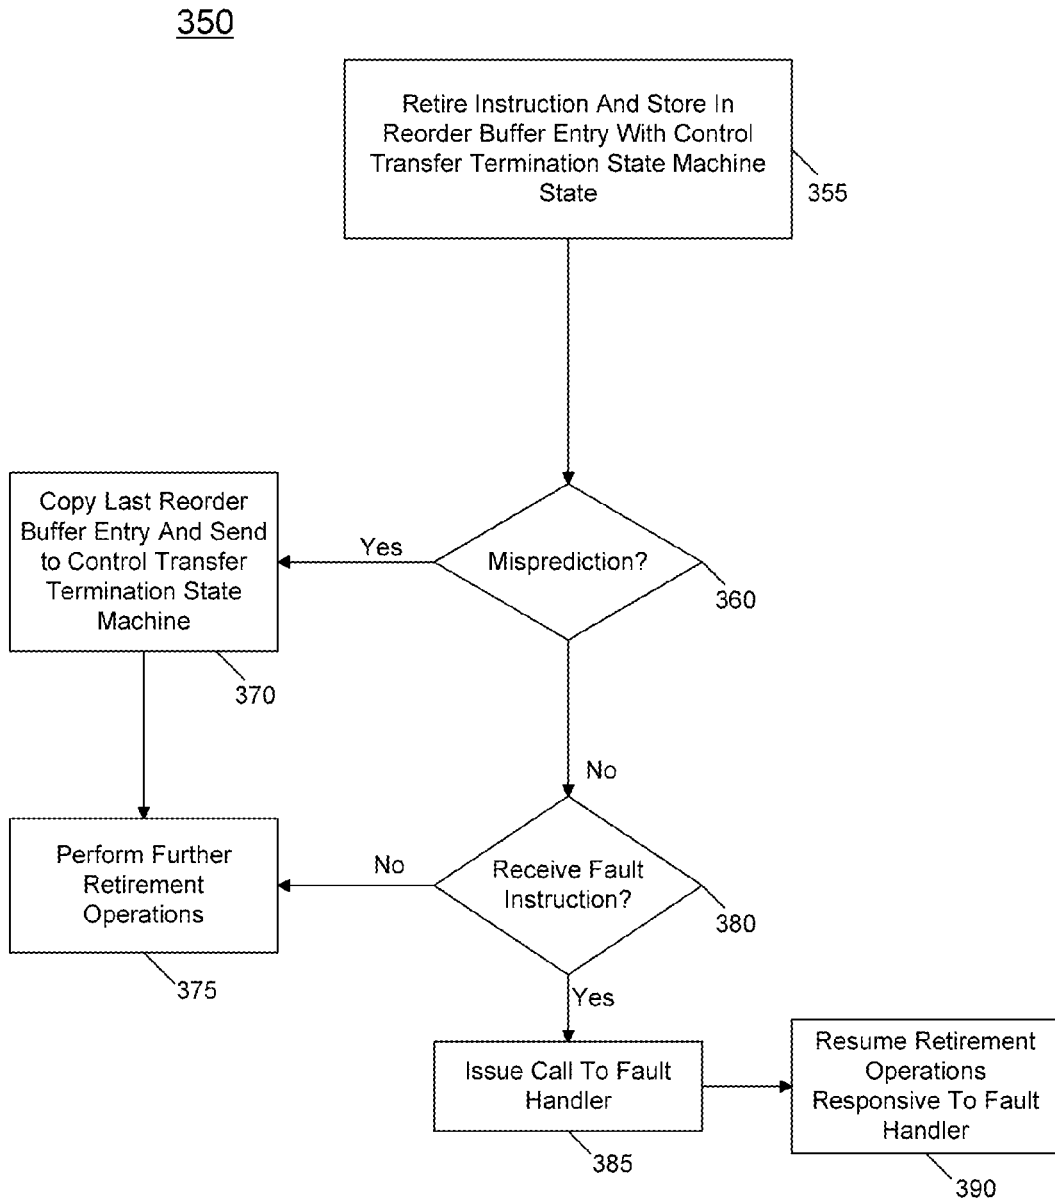 350
Retire Instruction And Store In
Reorder Buffer Entry With Control
Transfer Termination State Machine
State
355
Copy Last Reorder
Buffer Entry And Send
to Control Transfer
Termination State
Machine
370
Yes
Misprediction?
360
No
Perform Further
Retirement
Operations
375
No
Receive Fault
Instruction?
380
Yes
Issue Call To Fault
Handler
385
Resume Retirement
Operations
Responsive To Fault
Handler
390